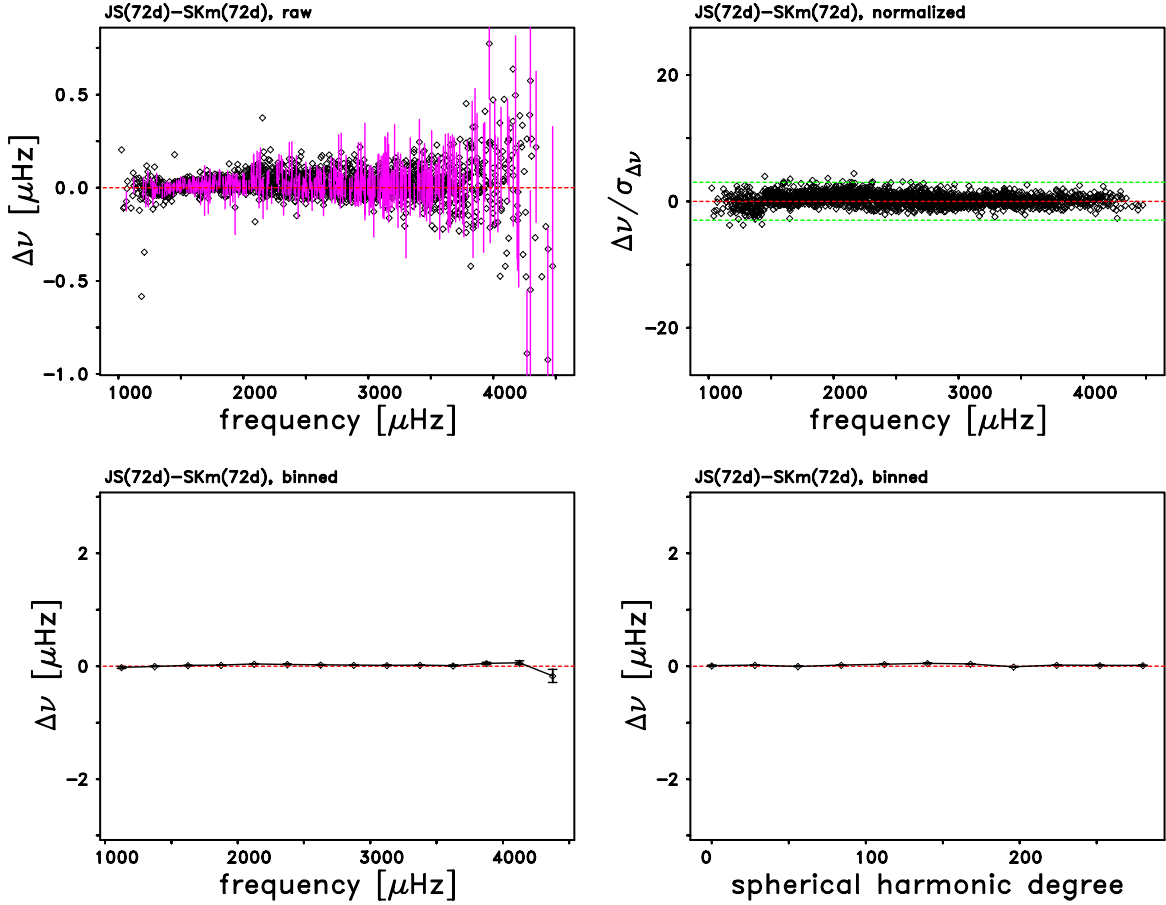 JS(72d)−SKm(72d), raw
Δν [μHz]
0.5
0.0
−0.5
−1.0
1000 2000 3000 4000
frequency [μHz]
JS(72d)−SKm(72d), normalized
Δν/σΔν
20
0
−20
1000 2000 3000 4000
frequency [μHz]
JS(72d)−SKm(72d), binned
Δν [μHz]
2
0
−2
1000 2000 3000 4000
frequency [μHz]
JS(72d)−SKm(72d), binned
Δν [μHz]
2
0
−2
0 100 200
spherical harmonic degree